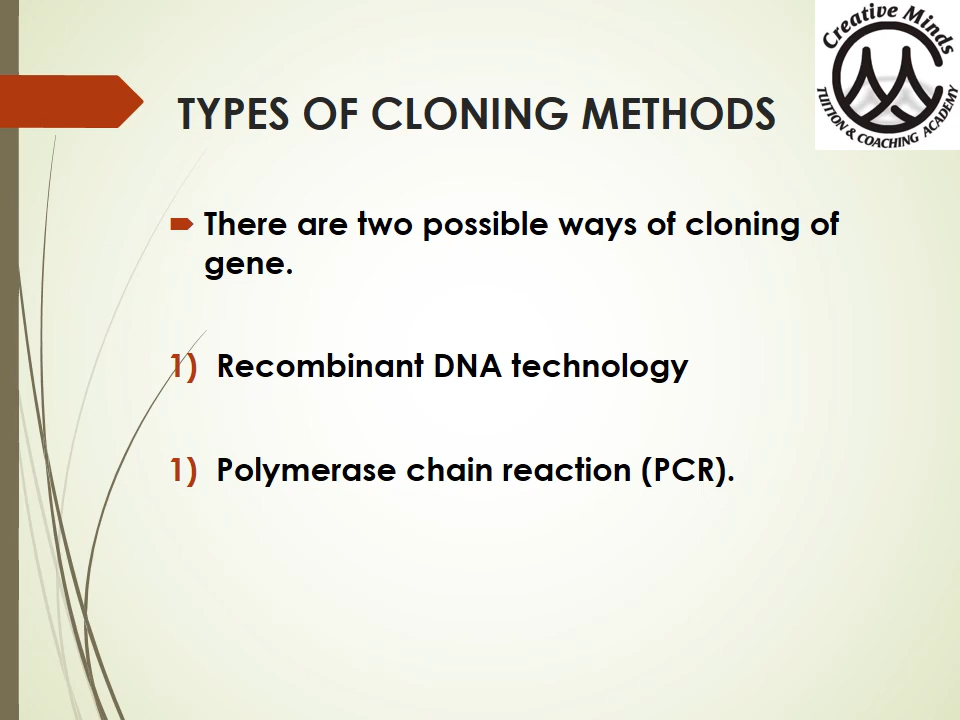 Creative Minds
TUITION & COACHING ACADEMY
TYPES OF CLONING METHODS
There are two possible ways of cloning of
gene.
1) Recombinant DNA technology
1) Polymerase chain reaction (PCR).